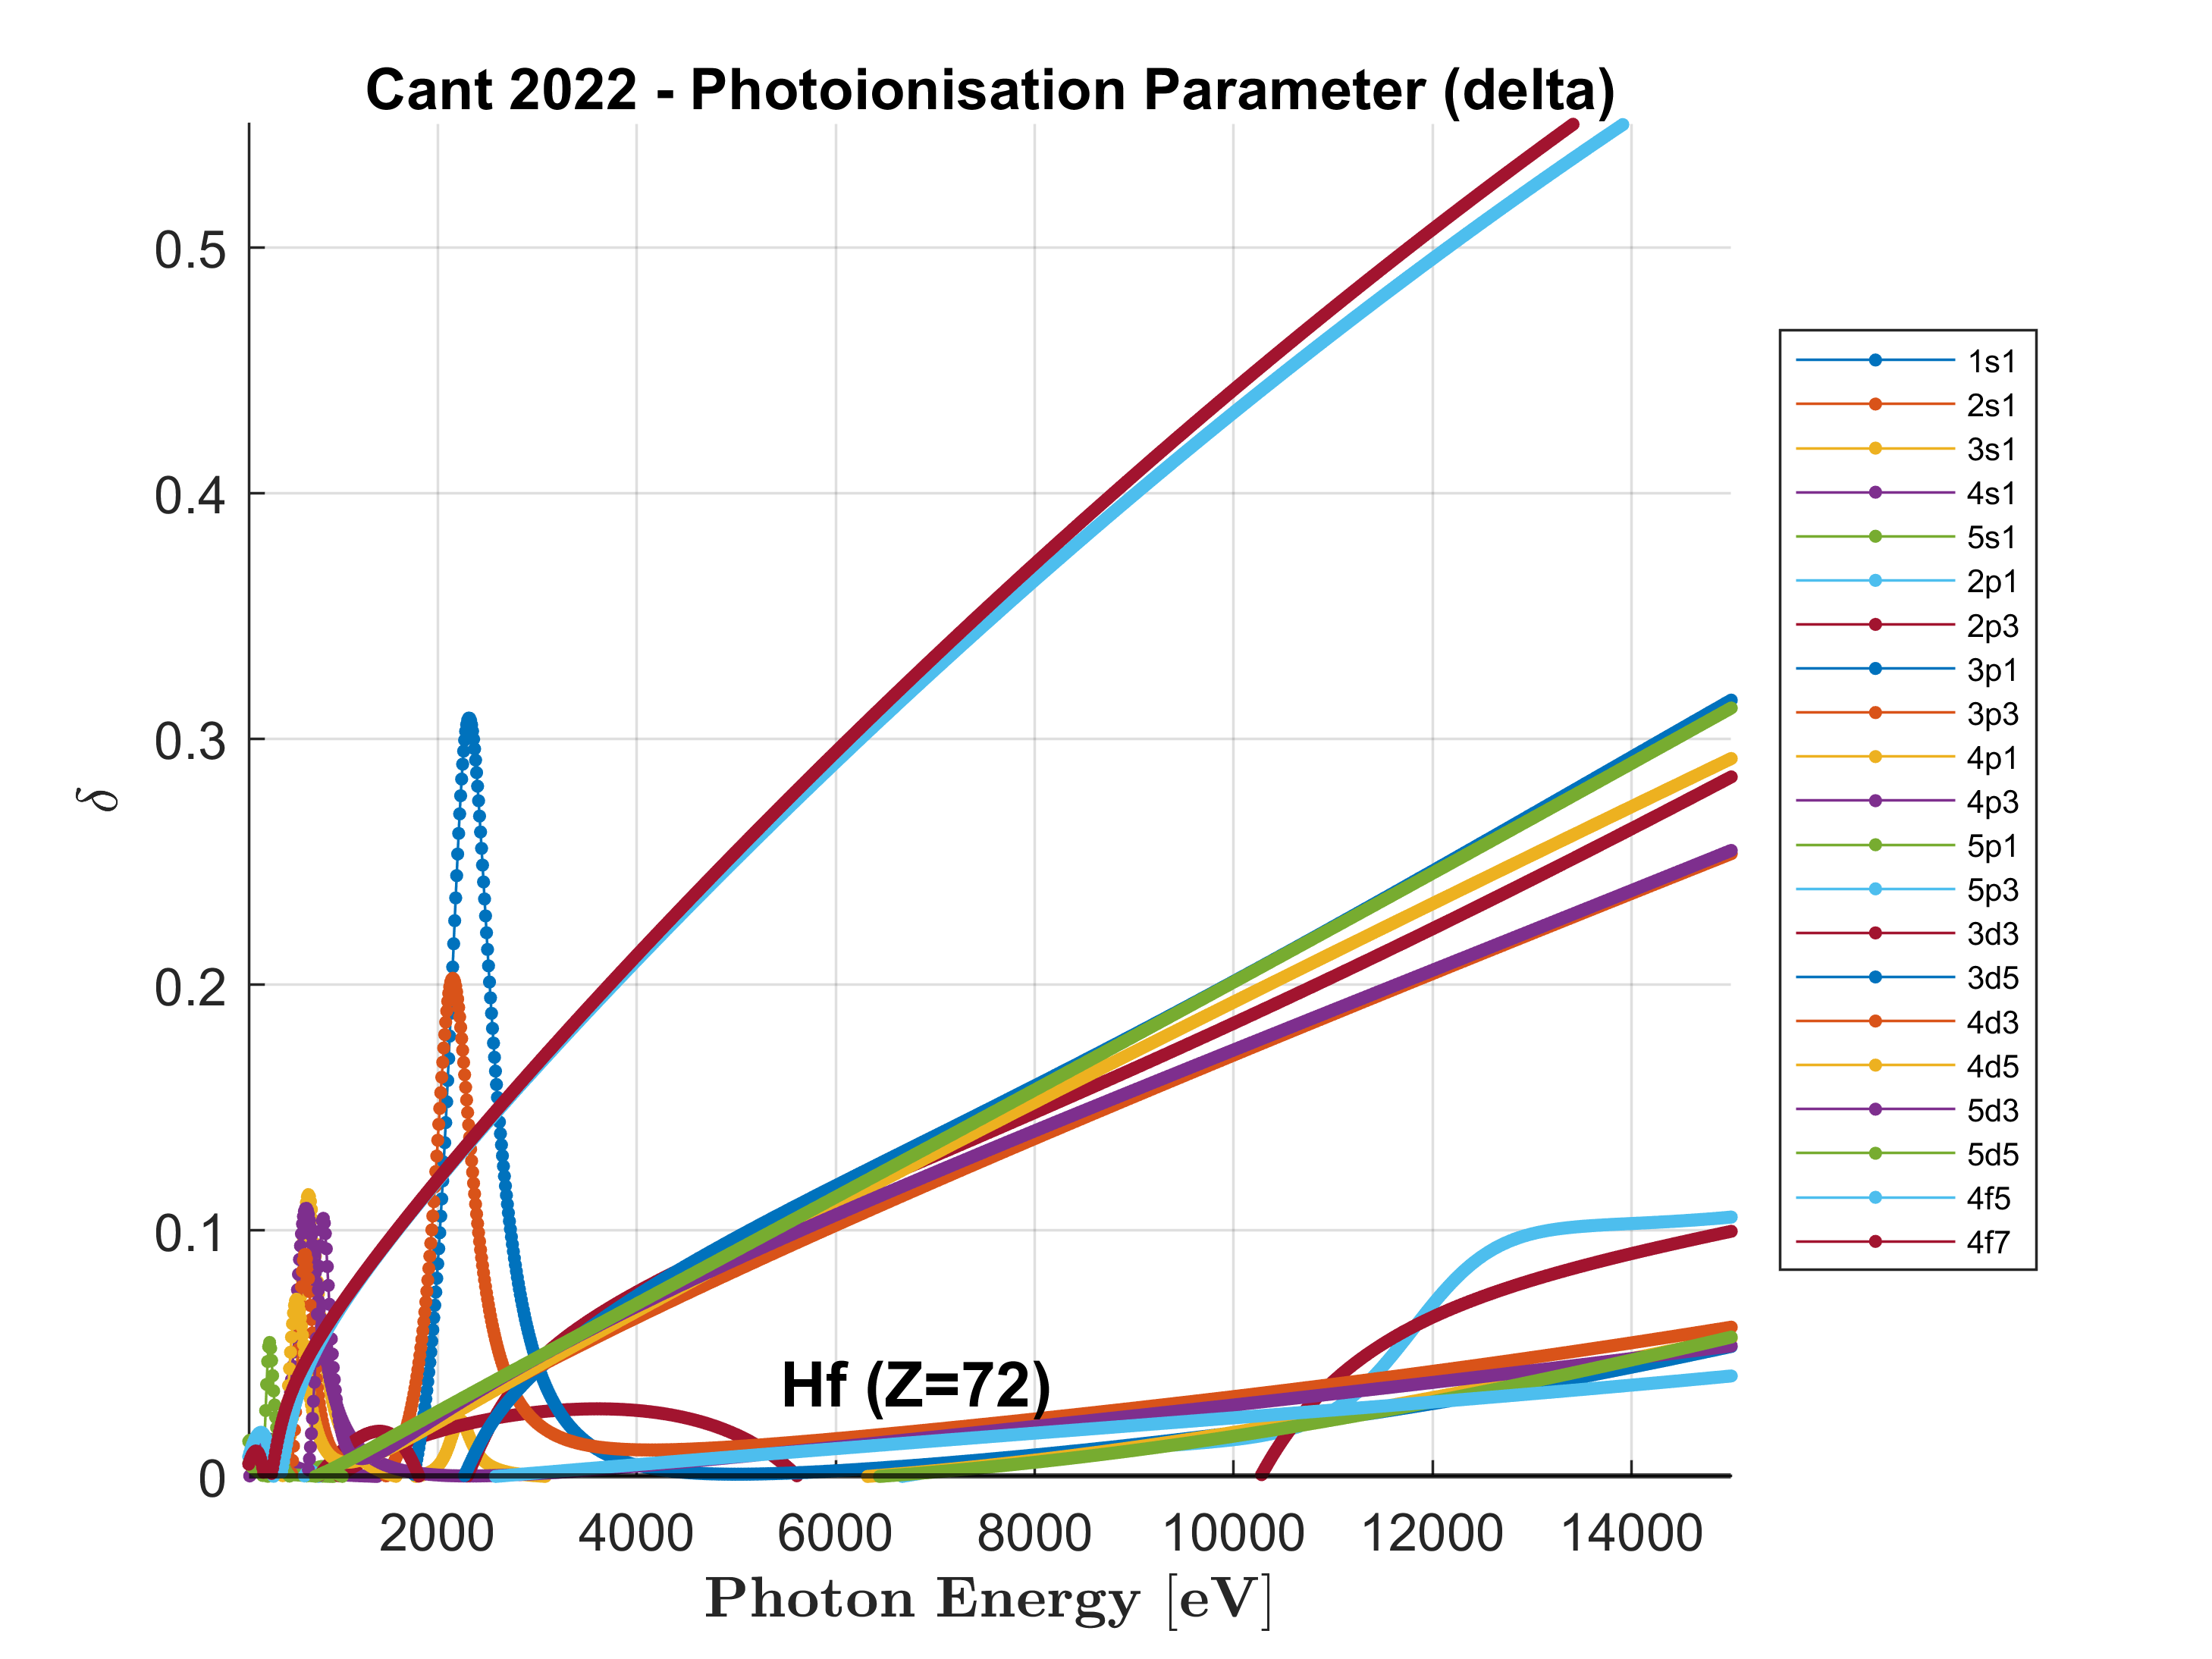 Cant 2022 - Photoionisation Parameter (delta)
0.5
0.4
0.3
0.2
0.1
0
δ
Hf (Z=72)
2000 4000 6000 8000 10000 12000 14000
Photon Energy [eV]
1s1
2s1
3s1
4s1
5s1
2p1
2p3
3p1
3p3
4p1
4p3
5p1
5p3
3d3
3d5
4d3
4d5
5d3
5d5
4f5
4f7